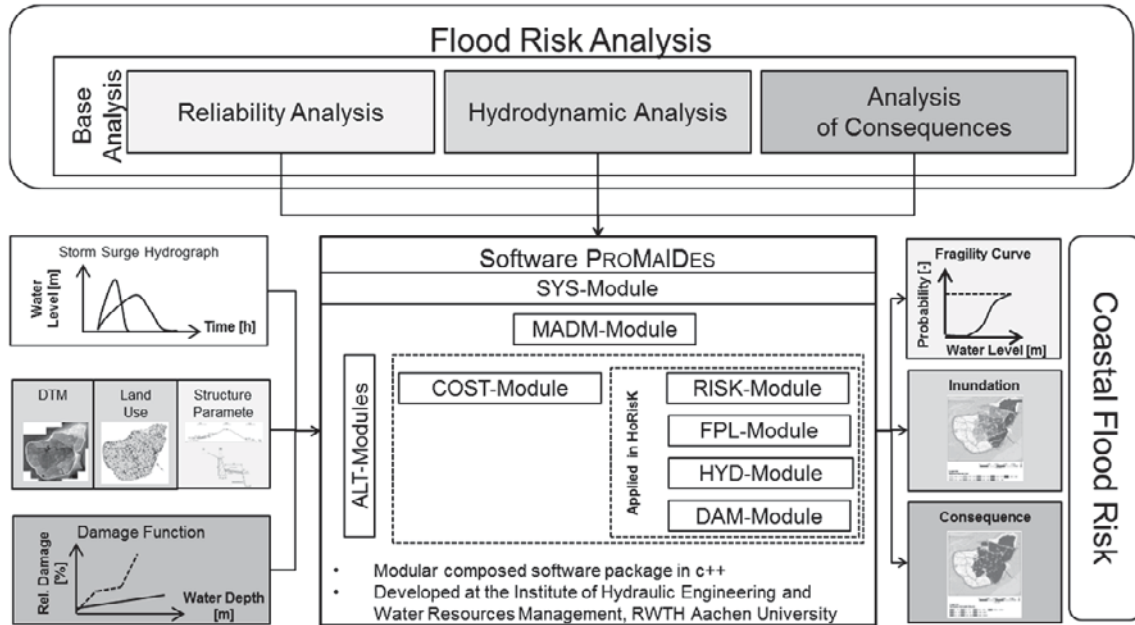 Flood Risk Analysis
Base
Analysis
Reliability Analysis
Hydrodynamic Analysis
Analysis
of Consequences
Storm Surge Hydrograph
Water
Level [m]
Time [h]
DTM
Land
Use
Structure
Paramete
Damage Function
Rel. Damage
[%]
Water Depth
[m]
Software PROMAIDES
SYS-Module
MADM-Module
ALT-Modules
COST-Module
Applied in HoRisK
RISK-Module
FPL-Module
HYD-Module
DAM-Module
• Modular composed software package in c++
• Developed at the Institute of Hydraulic Engineering and
Water Resources Management, RWTH Aachen University
Fragility Curve
Probability [-]
Water Level [m]
Inundation
Consequence
Coastal Flood Risk